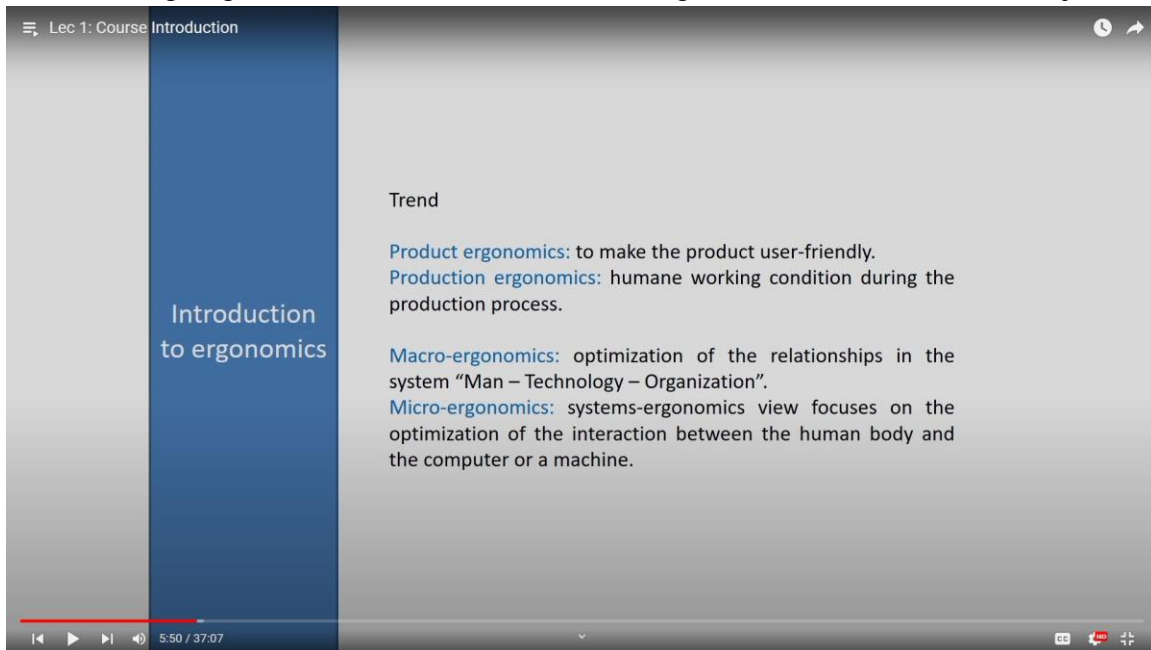 Lec 1: Course Introduction
Introduction
to ergonomics
Trend
Product ergonomics: to make the product user-friendly.
Production ergonomics: humane working condition during the
production process.
Macro-ergonomics: optimization of the relationships in the
system “Man – Technology – Organization”.
Micro-ergonomics: systems-ergonomics view focuses on the
optimization of the interaction between the human body and
the computer or a machine.
5:50 / 37:07
CC
HD